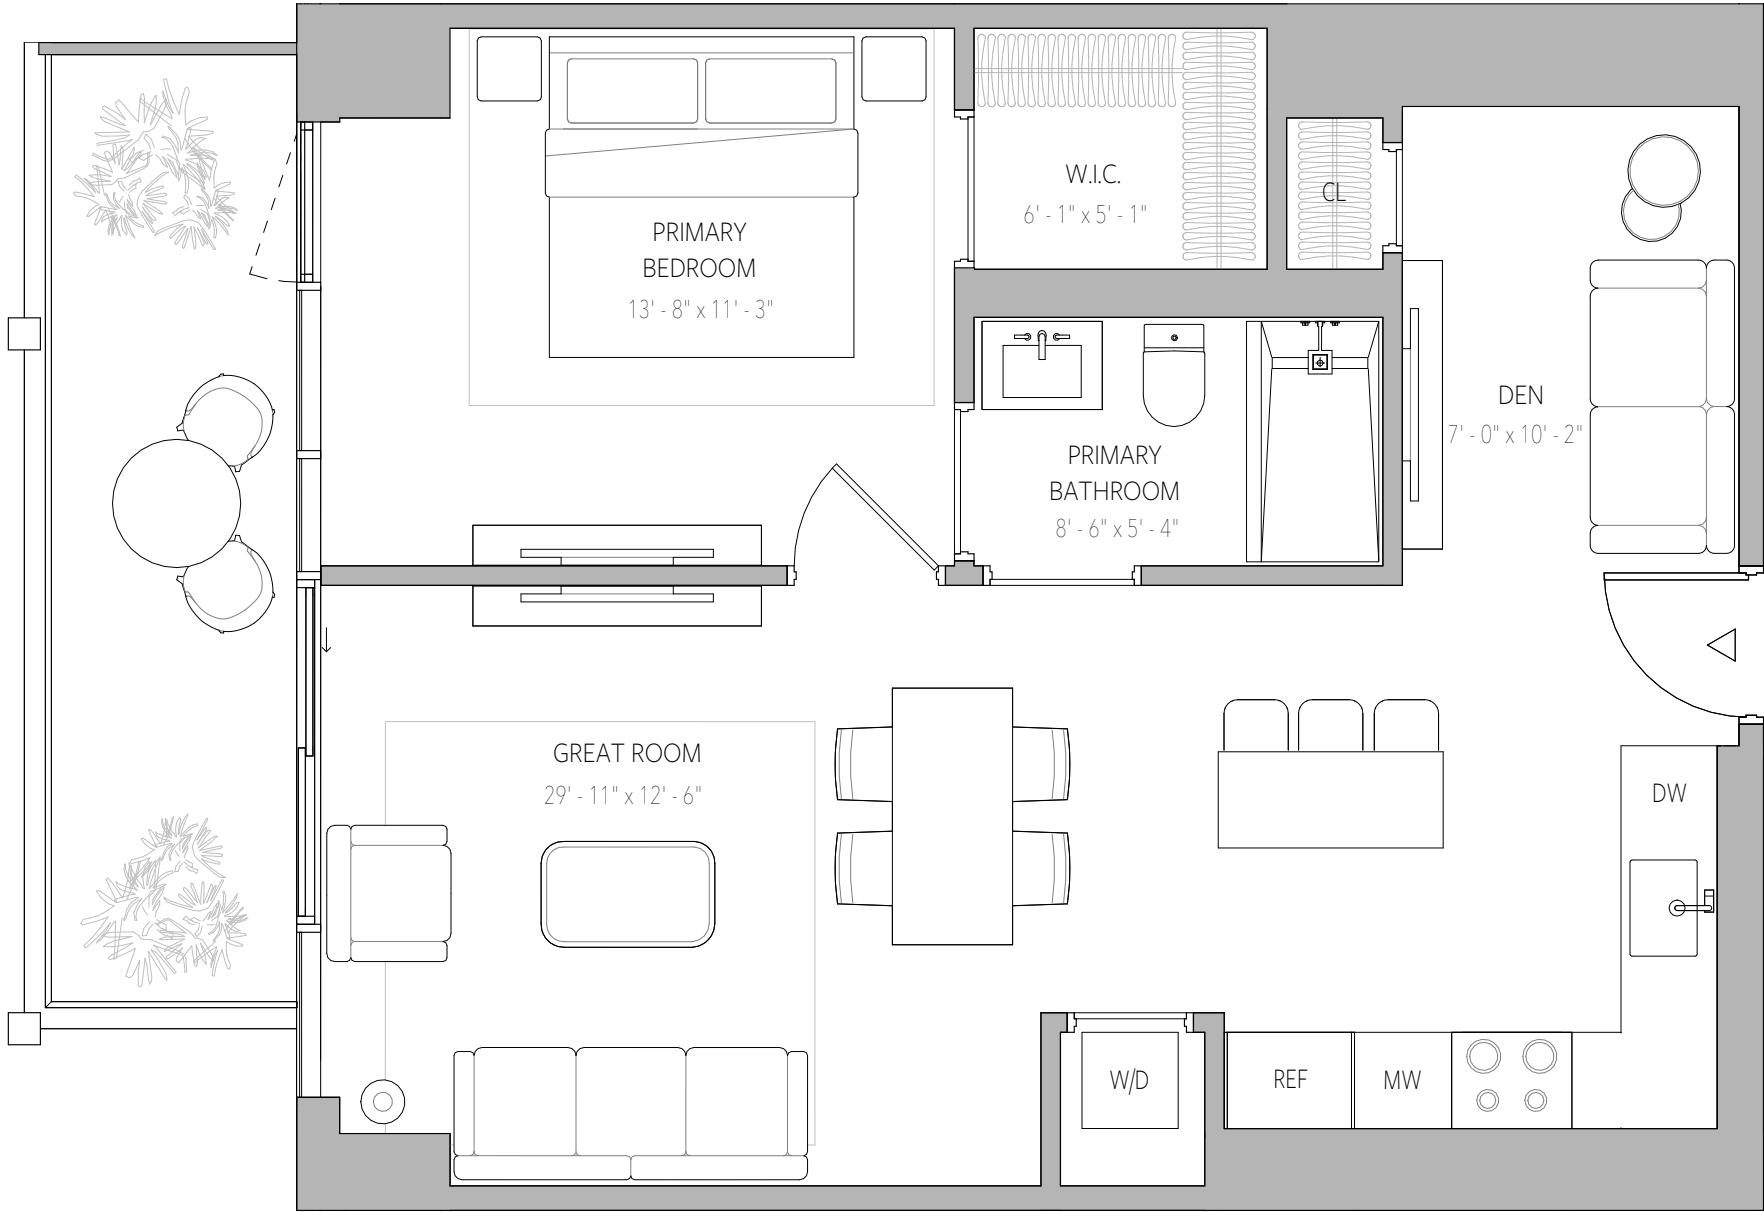 W.I.C.
6' - 1" x 5' - 1"
CL
PRIMARY
BEDROOM
13' - 8" x 11' - 3"
DEN
7' - 0" x 10' - 2"
PRIMARY
BATHROOM
8' - 6" x 5' - 4"
GREAT ROOM
29' - 11" x 12' - 6"
DW
W/D
REF
MW